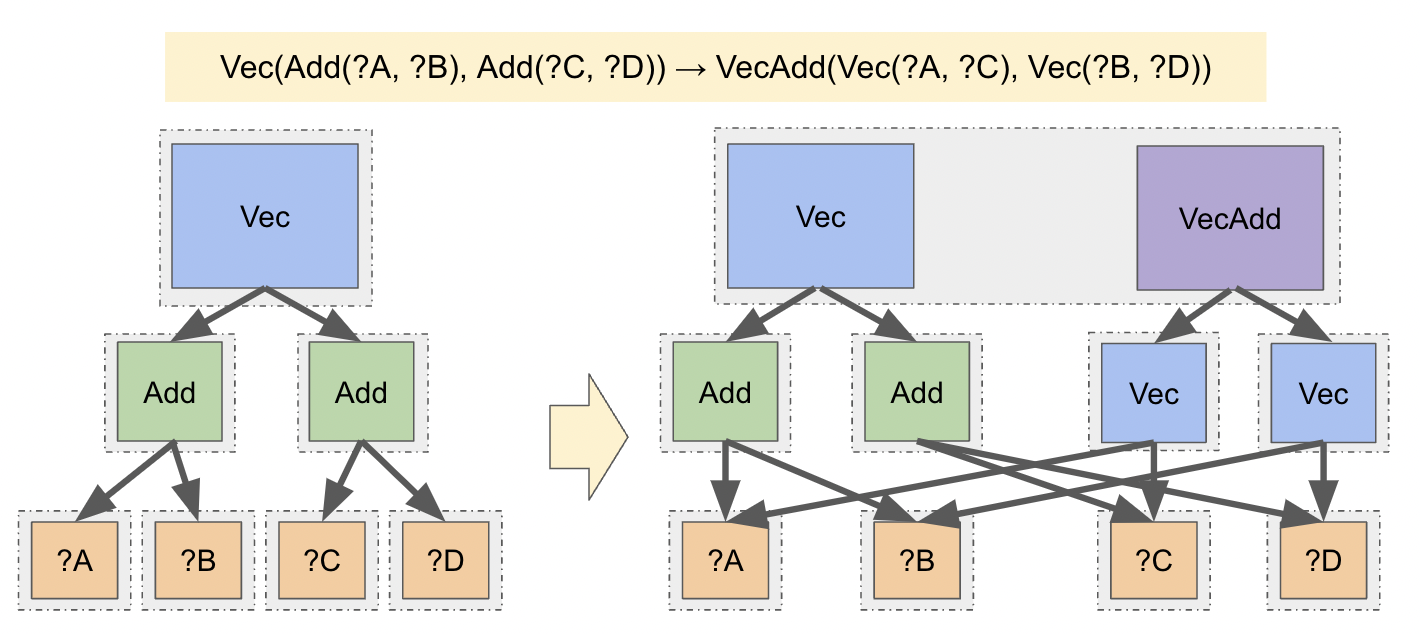 Vec(Add(?A, ?B), Add(?C, ?D)) → VecAdd(Vec(?A, ?C), Vec(?B, ?D))
Vec
Add
Add
?A
?B
?C
?D
Vec
VecAdd
Add
Add
Vec
Vec
?A
?B
?C
?D